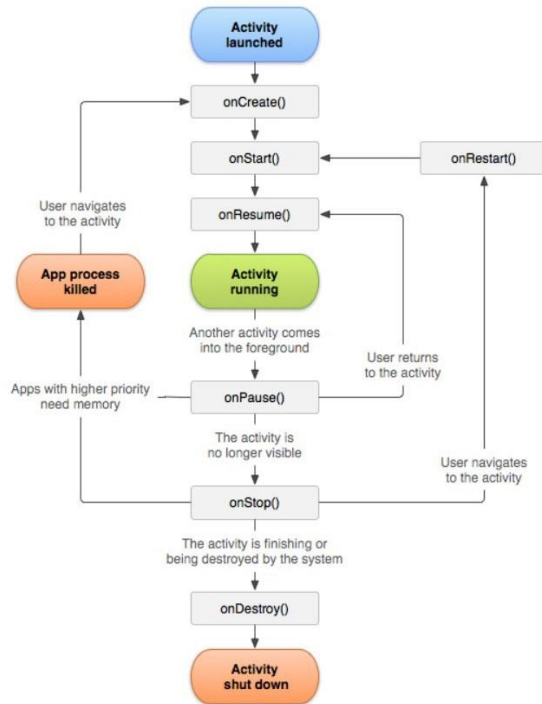 Activity
launched
onCreate()
onStart()
onRestart()
onResume()
User navigates
to the activity
App process
killed
Activity
running
Another activity comes
into the foreground
User returns
to the activity
Apps with higher priority
need memory
onPause()
The activity is
no longer visible
User navigates
to the activity
onStop()
The activity is finishing or
being destroyed by the system
onDestroy()
Activity
shut down